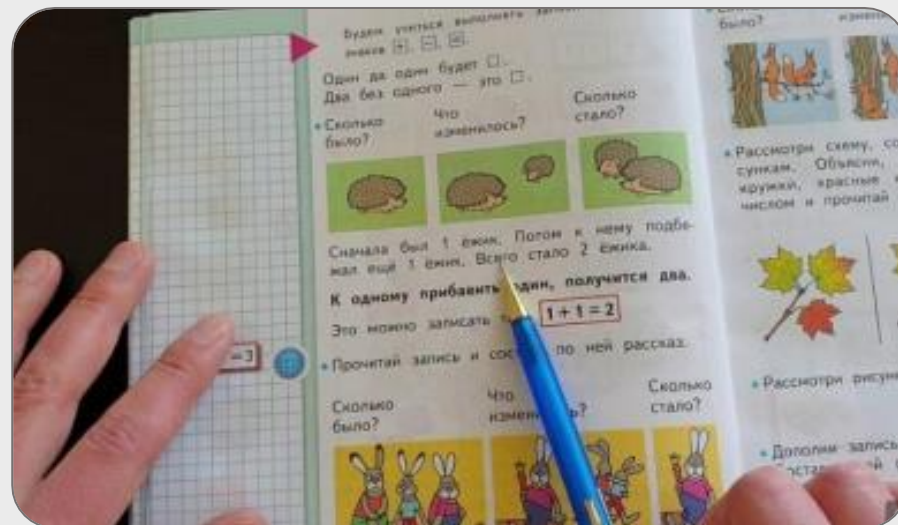 Будем учиться выполнять
знаков +, −, =.
Один да один будет □.
Два без одного — это □.
• Сколько было?
Что изменилось?
Сколько стало?
Сначала был 1 ёжик. Потом к нему подбе-
жал ещё 1 ёжик. Всего стало 2 ёжика.
К одному прибавить один, получится два.
Это можно записать
1 + 1 = 2
= 3
• Прочитай запись и по ней рассказ.
Сколько было?
Что
Сколько стало?
было?
• Рассмотри схему,
сункам. Объясни,
кружки, красные
числом и прочитай
• Рассмотри
• Дополни запись